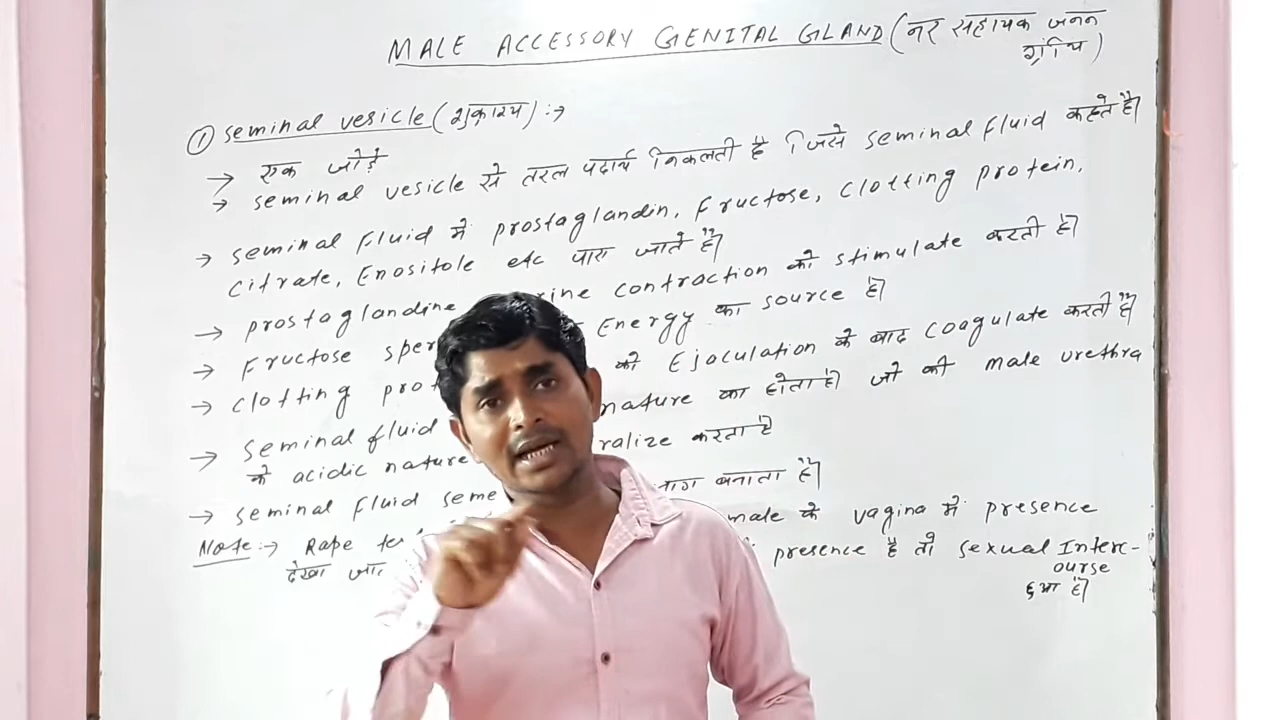 MALE ACCESSORY GENITAL GLAND (नर सहायक जनन
ग्रंथि)
① Seminal vesicle (शुक्राशय) :→
→ एक जोड़े
→ seminal vesicle से तरल पदार्थ निकलती है जिसे seminal fluid कहते हैं।
→ seminal fluid में prostaglandin, Fructose, Clotting protein,
citrate, Enositole etc पाए जाते हैं।
→ prostaglandine rine contraction को stimulate करती है।
→ Fructose sper Energy का source है।
→ Clotting prot को Ejaculation के बाद coagulate करती है।
→ Seminal fluid nature का होता है। जो की male urethra
के acidic nature ralize करता है
→ seminal fluid seme भाग बनाता है।
Note :→ Rape te male के vagina में presence
देखा जा presence है तो sexual Interc-
ourse
हुआ है।